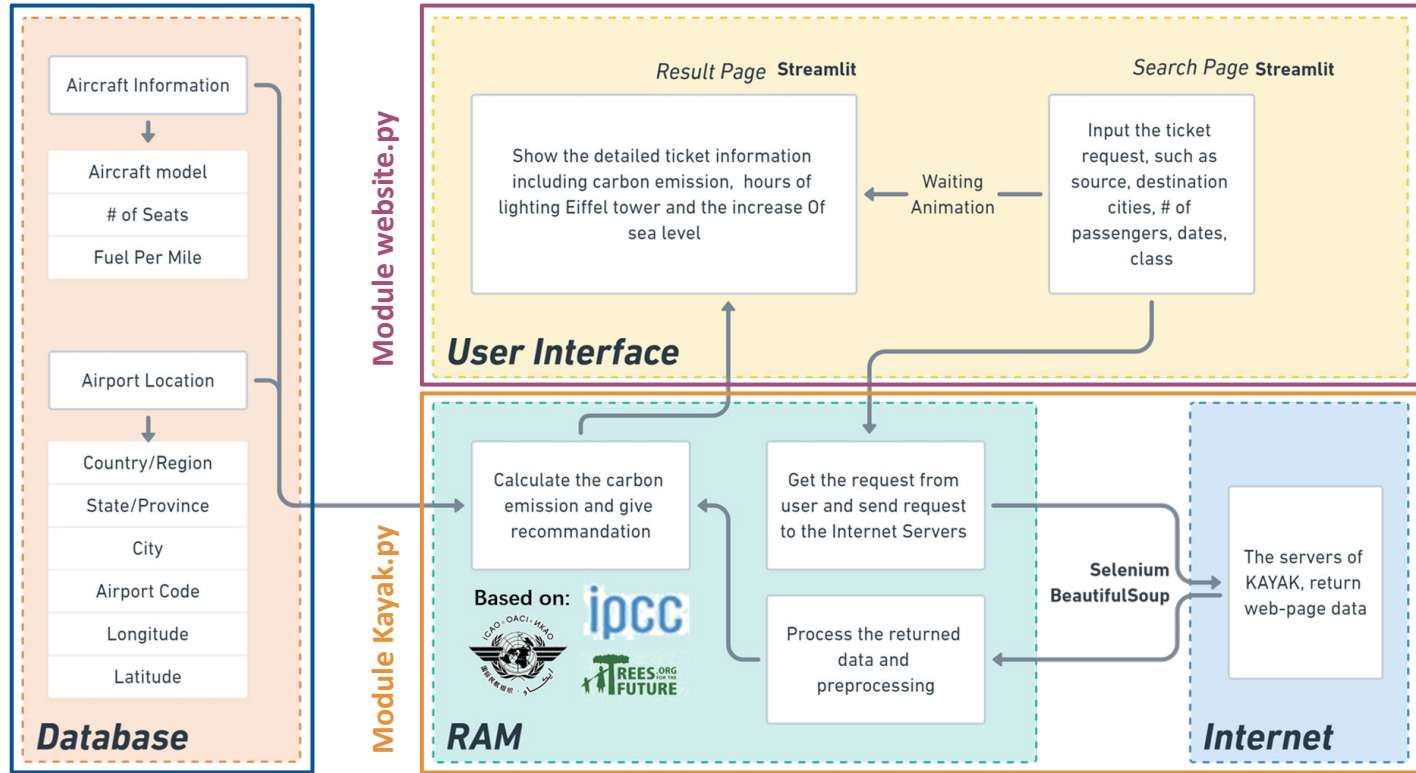 Aircraft Information
Aircraft model
# of Seats
Fuel Per Mile
Airport Location
Country/Region
State/Province
City
Airport Code
Longitude
Latitude
Database
Module website.py
Result Page Streamlit
Show the detailed ticket information
including carbon emission, hours of
lighting Eiffel tower and the increase Of
sea level
Waiting
Animation
Search Page Streamlit
Input the ticket
request, such as
source, destination
cities, # of
passengers, dates,
class
User Interface
Module Kayak.py
Calculate the carbon
emission and give
recommandation
Based on:
ipcc
ICAO · OACI · ИКАО
TREES.ORG
FOR THE
FUTURE
Get the request from
user and send request
to the Internet Servers
Process the returned
data and
preprocessing
RAM
Selenium
BeautifulSoup
The servers of
KAYAK, return
web-page data
Internet